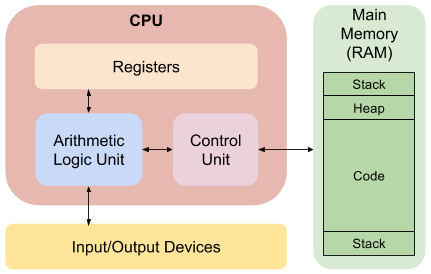 CPU
Registers
Arithmetic
Logic Unit
Control
Unit
Input/Output Devices
Main
Memory
(RAM)
Stack
Heap
Code
Stack